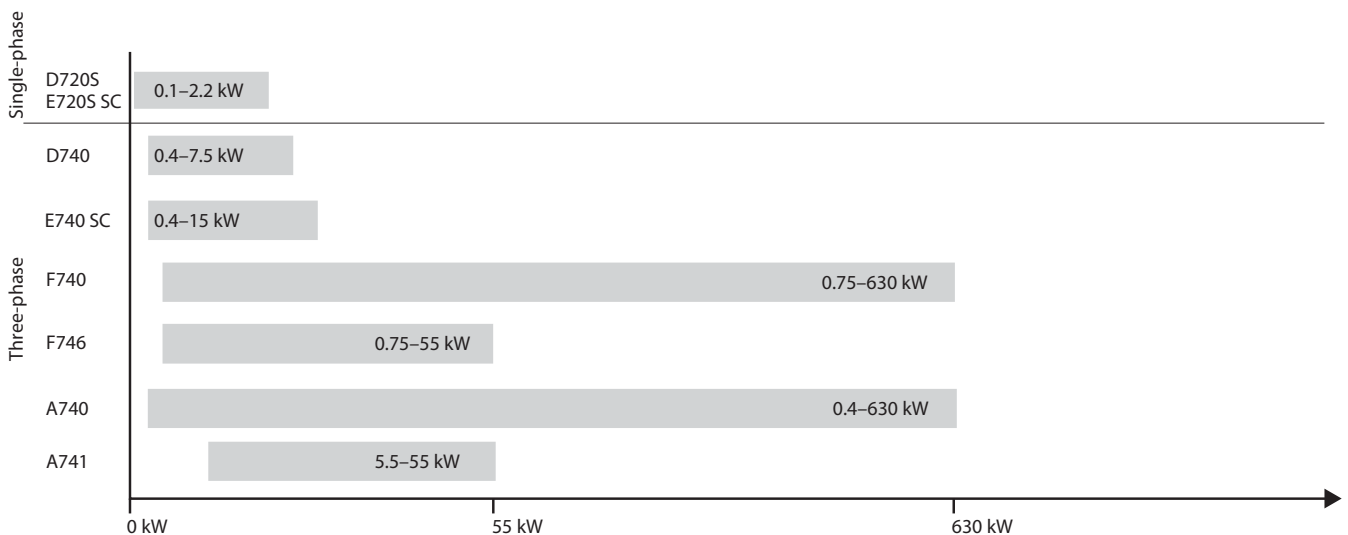 Single-phase
D720S
E720S SC
0.1–2.2 kW
Three-phase
D740
0.4–7.5 kW
E740 SC
0.4–15 kW
F740
0.75–630 kW
F746
0.75–55 kW
A740
0.4–630 kW
A741
5.5–55 kW
0 kW
55 kW
630 kW